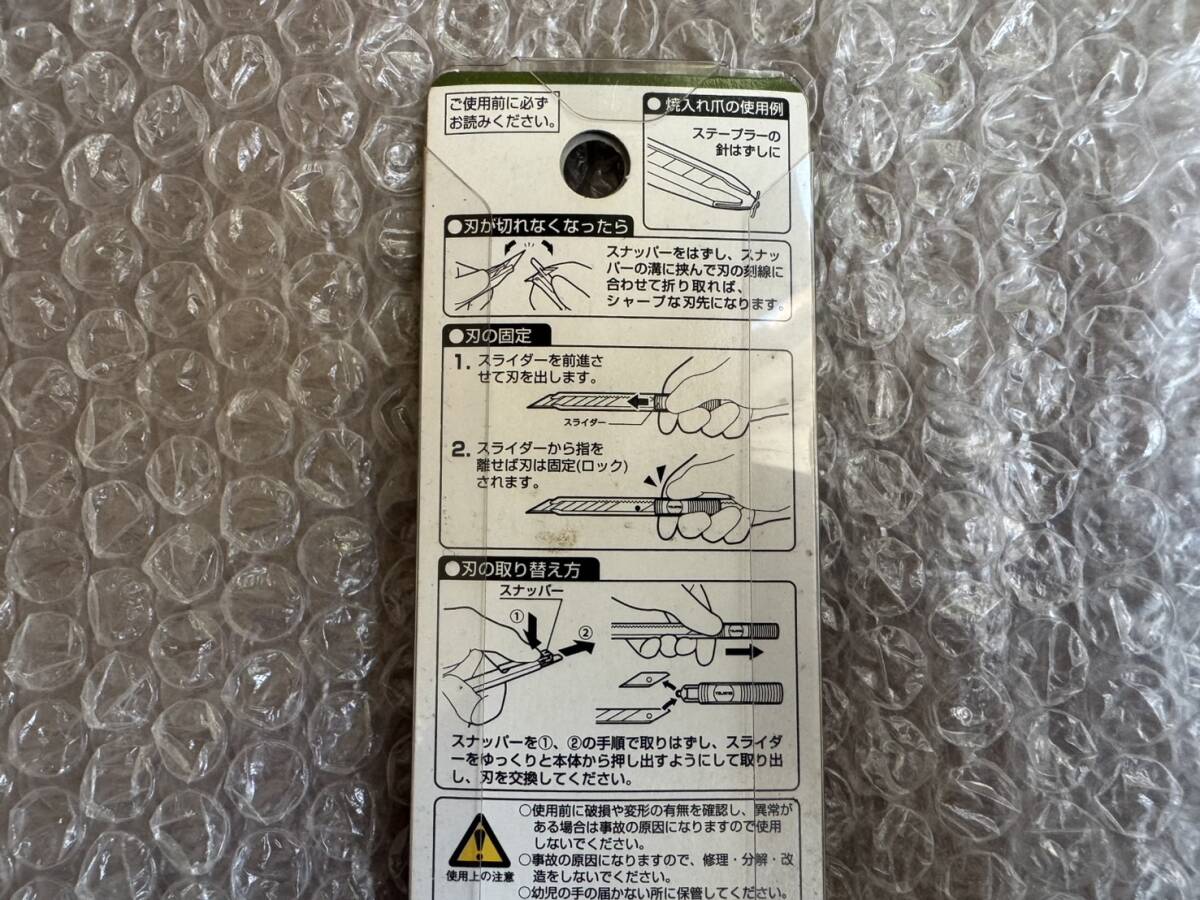 ご使用前に必ず
お読みください。
●焼入れ爪の使用例
ステープラーの
針はずしに
●刃が切れなくなったら
スナッパーをはずし、スナッ
パーの溝に挟んで刃の刻線に
合わせて折り取れば、
シャープな刃先になります。
●刃の固定
1. スライダーを前進さ
せて刃を出します。
スライダー
2. スライダーから指を
離せば刃は固定(ロック)
されます。
●刃の取り替え方
スナッパー
①
②
スナッパーを①、②の手順で取りはずし、スライダ
ーをゆっくりと本体から押し出すようにして取り出
し、刃を交換してください。
使用上の注意
○使用前に破損や変形の有無を確認し、異常が
ある場合は事故の原因になりますので使用
しないでください。
○事故の原因になりますので、修理・分解・改
造をしないでください。
○幼児の手の届かない所に保管してください。